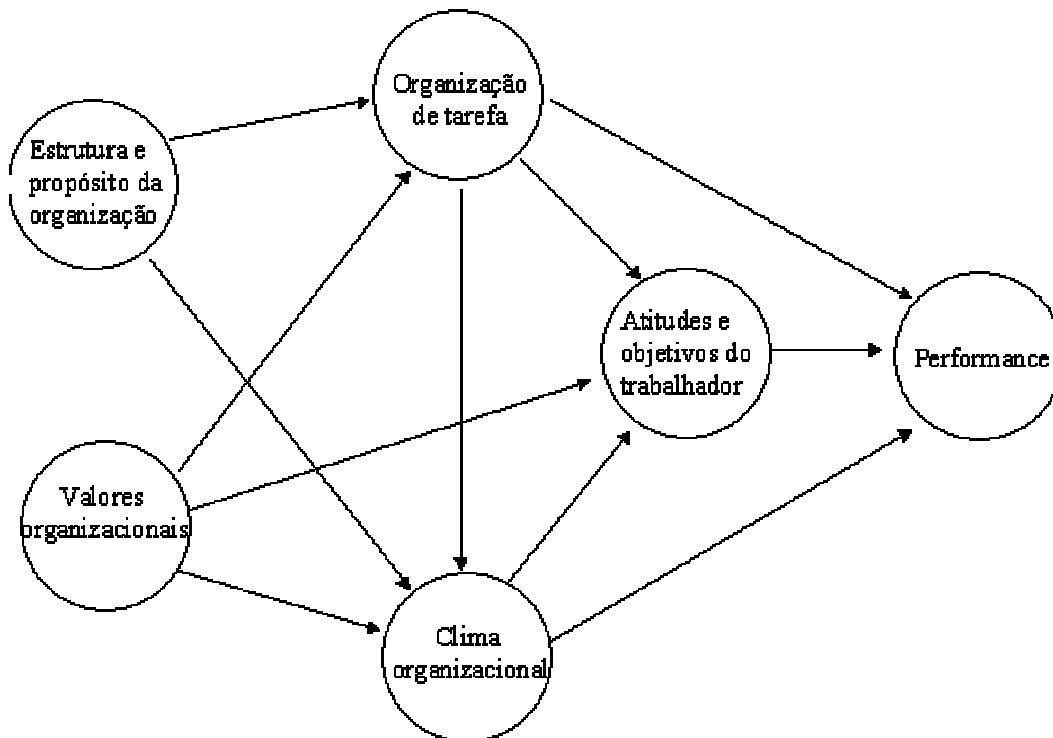 Organização
de tarefa
Estrutura e
propósito da
organização
Atitudes e
objetivos do
trabalhador
Performance
Valores
organizacionais
Clima
organizacional